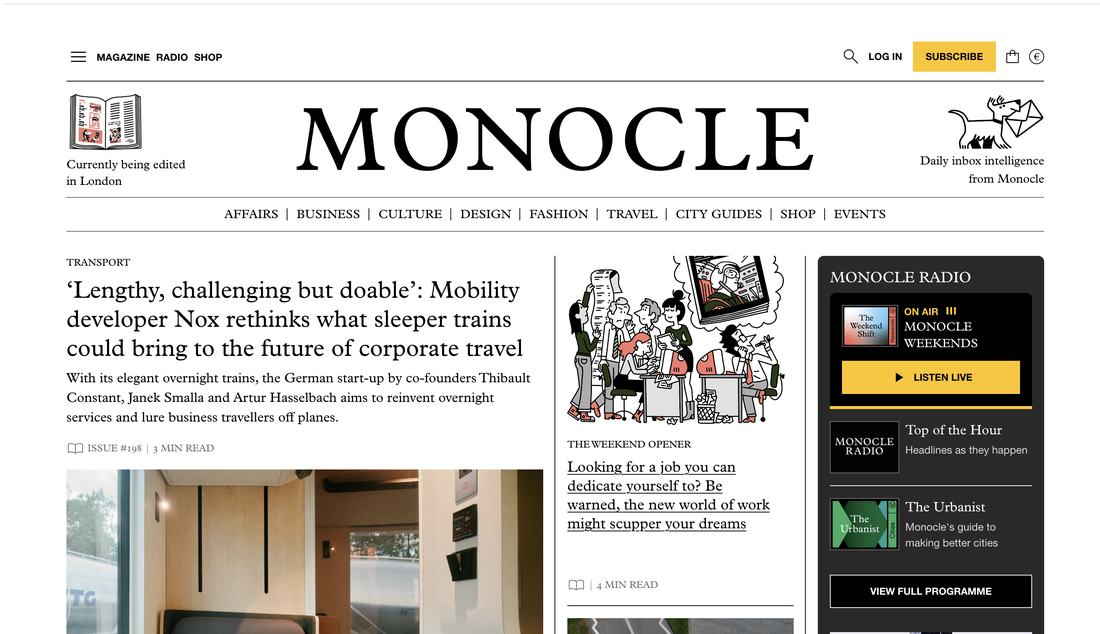 MAGAZINE RADIO SHOP
LOG IN
SUBSCRIBE
€
Currently being edited
in London
MONOCLE
Daily inbox intelligence
from Monocle
AFFAIRS | BUSINESS | CULTURE | DESIGN | FASHION | TRAVEL | CITY GUIDES | SHOP | EVENTS
TRANSPORT
‘Lengthy, challenging but doable’: Mobility
developer Nox rethinks what sleeper trains
could bring to the future of corporate travel
With its elegant overnight trains, the German start-up by co-founders Thibault
Constant, Janek Smalla and Artur Hasselbach aims to reinvent overnight
services and lure business travellers off planes.
ISSUE #198 | 3 MIN READ
THE WEEKEND OPENER
Looking for a job you can
dedicate yourself to? Be
warned, the new world of work
might scupper your dreams
| 4 MIN READ
MONOCLE RADIO
The
Weekend
Shift
ON AIR
MONOCLE
WEEKENDS
LISTEN LIVE
MONOCLE
RADIO
Top of the Hour
Headlines as they happen
The
Urbanist
Cities
The Urbanist
Monocle's guide to
making better cities
VIEW FULL PROGRAMME